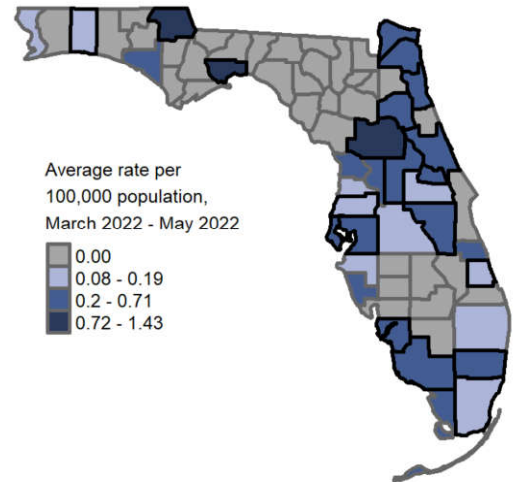 Average rate per
100,000 population,
March 2022 - May 2022
0.00
0.08 - 0.19
0.2 - 0.71
0.72 - 1.43